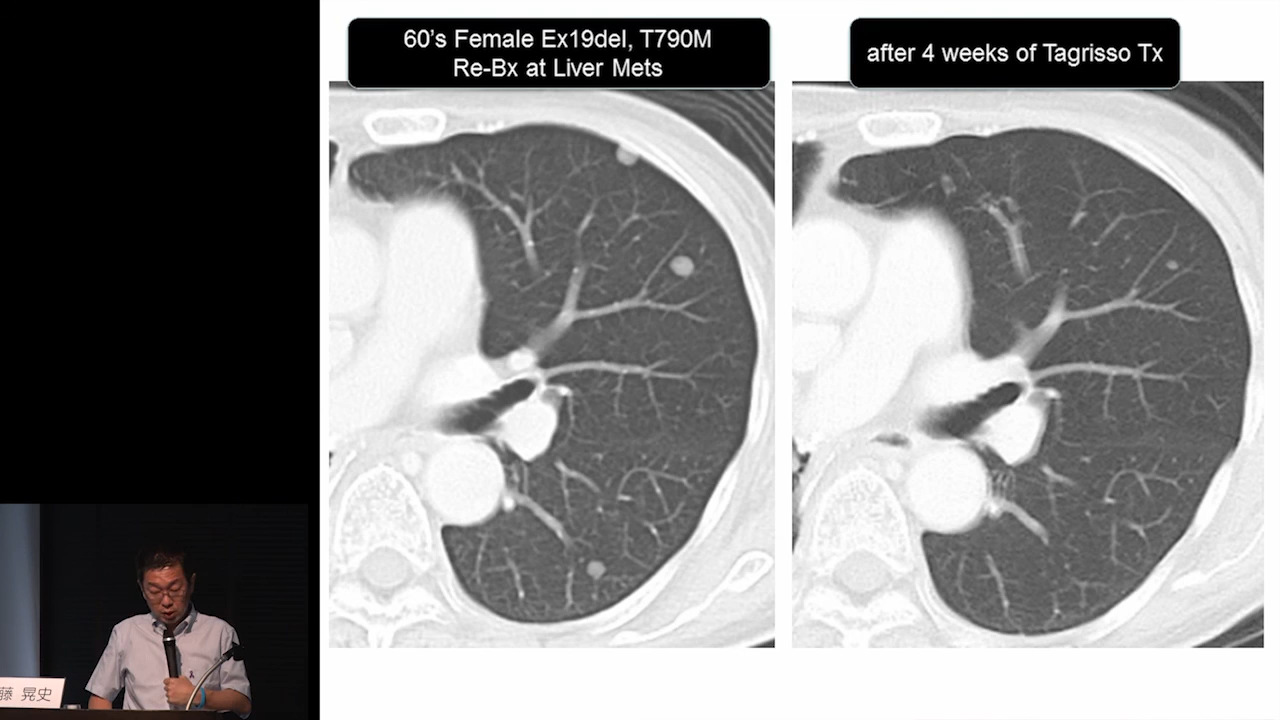 60's Female Ex19del, T790M
Re-Bx at Liver Mets
after 4 weeks of Tagrisso Tx
藤 晃史